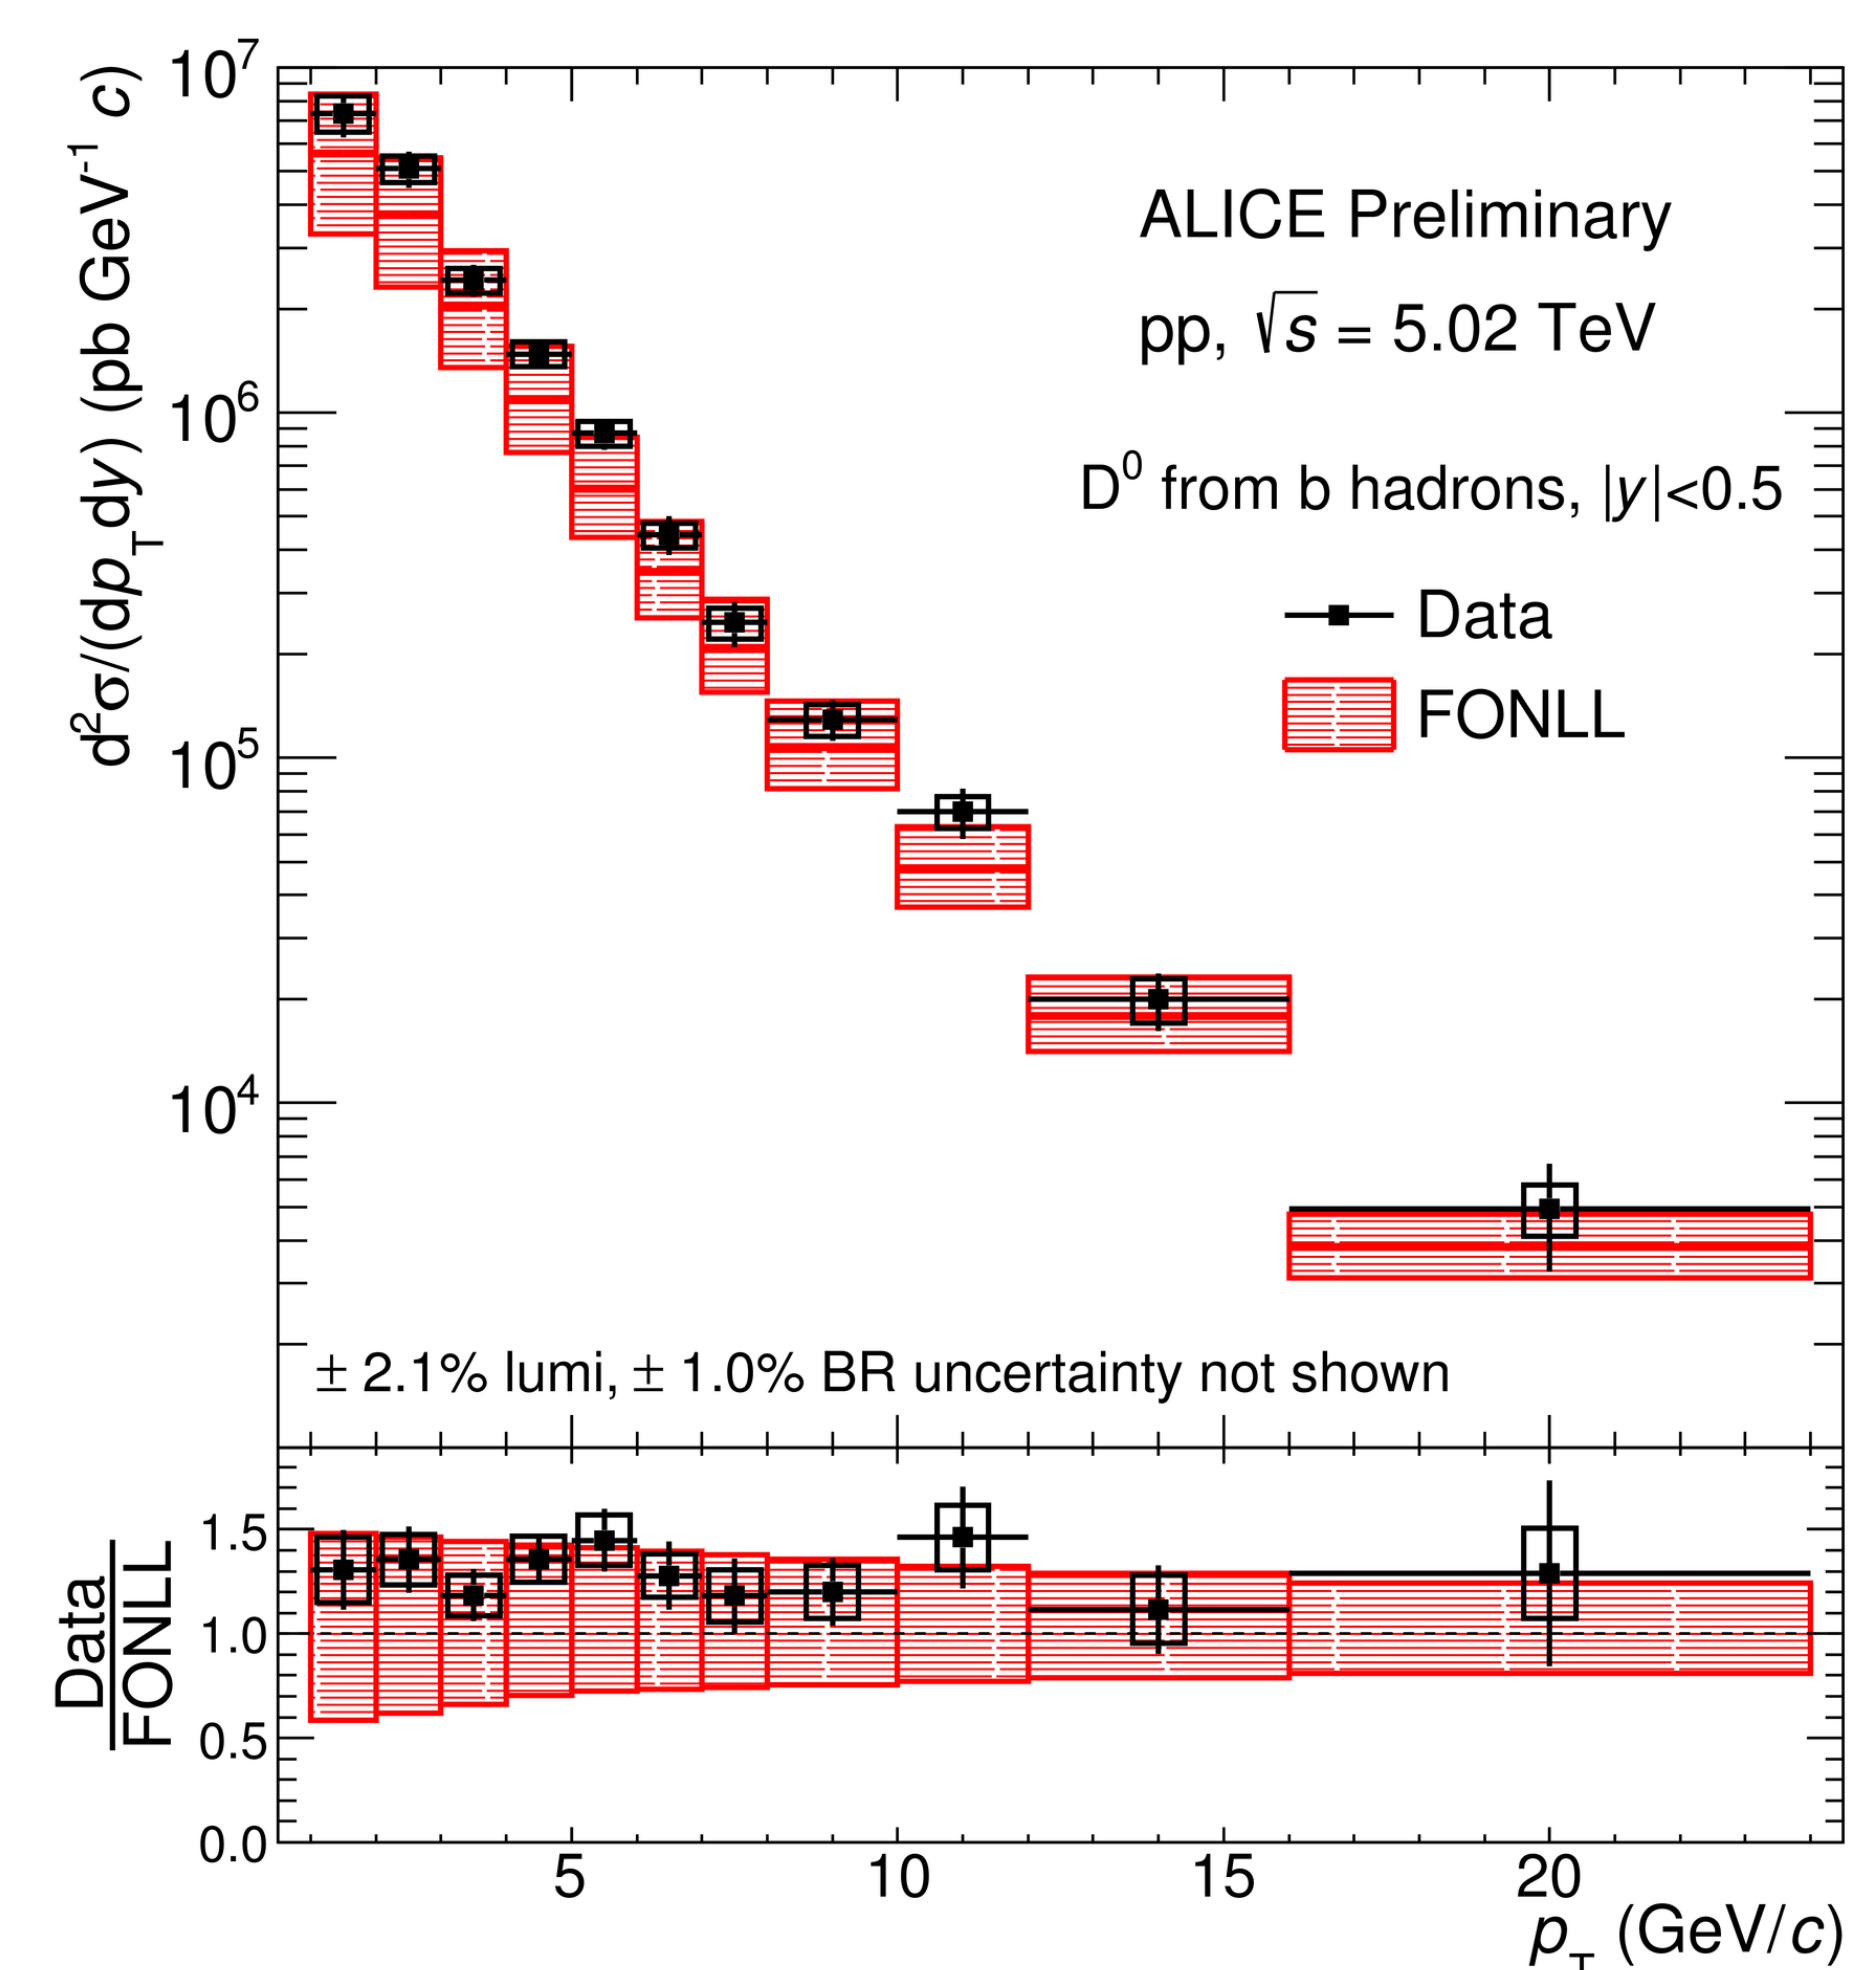 d²σ/(dp_T dy) (pb GeV⁻¹ c)
10⁷
10⁶
10⁵
10⁴
ALICE Preliminary
pp, √s = 5.02 TeV
D⁰ from b hadrons, |y|<0.5
Data
FONLL
± 2.1% lumi, ± 1.0% BR uncertainty not shown
Data
FONLL
1.5
1.0
0.5
0.0
5 10 15 20
p_T (GeV/c)